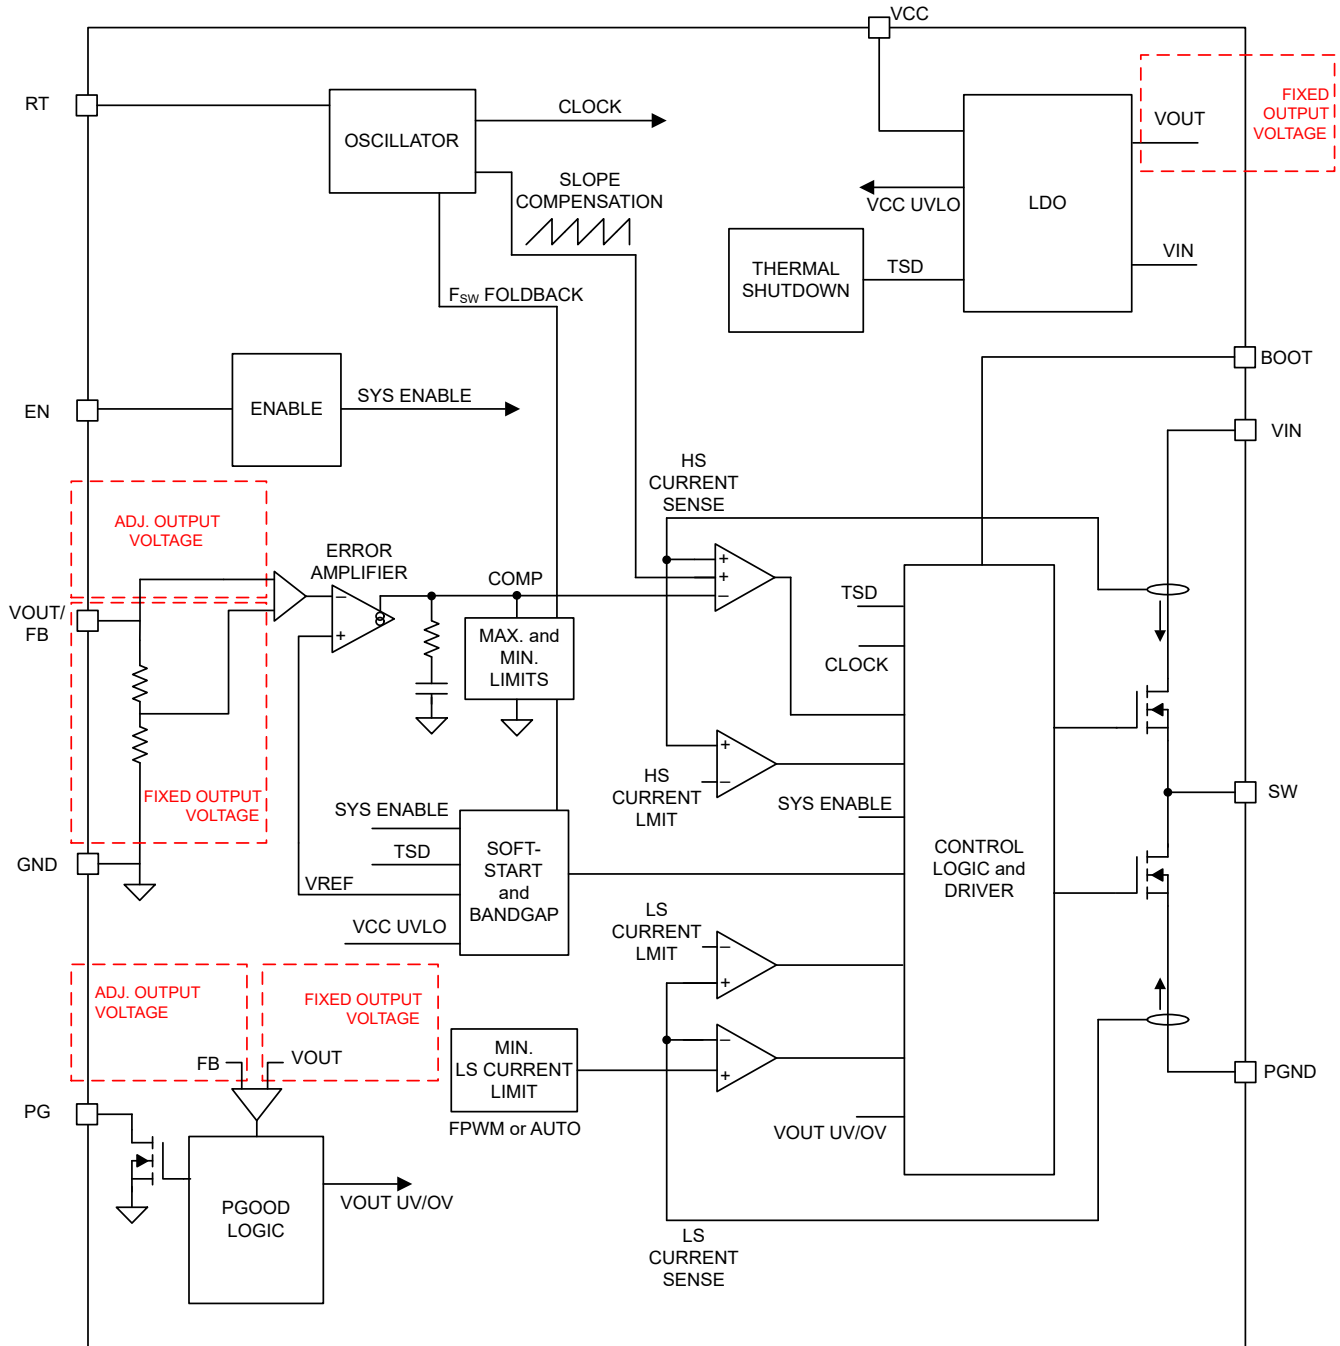 VCC
RT
OSCILLATOR
CLOCK
SLOPE
COMPENSATION
FSW FOLDBACK
FIXED
OUTPUT
VOLTAGE
VOUT
LDO
VCC UVLO
VIN
THERMAL
SHUTDOWN
TSD
BOOT
VIN
EN
ENABLE
SYS ENABLE
HS
CURRENT
SENSE
ADJ. OUTPUT
VOLTAGE
ERROR
AMPLIFIER
COMP
+
+
−
−
+
VOUT/
FB
MAX. and
MIN.
LIMITS
TSD
CLOCK
+
−
HS
CURRENT
LMIT
FIXED OUTPUT
VOLTAGE
SYS ENABLE
SW
SYS ENABLE
TSD
VREF
VCC UVLO
SOFT-
START
and
BANDGAP
CONTROL
LOGIC and
DRIVER
GND
LS
CURRENT
LMIT
−
+
ADJ. OUTPUT
VOLTAGE
FIXED OUTPUT
VOLTAGE
FB
VOUT
MIN.
LS CURRENT
LIMIT
−
+
FPWM or AUTO
PGND
PG
VOUT UV/OV
PGOOD
LOGIC
VOUT UV/OV
LS
CURRENT
SENSE